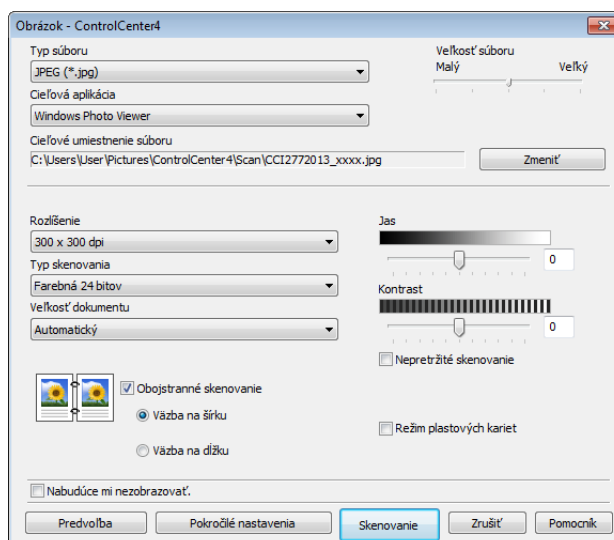 Obrázok - ControlCenter4
Typ súboru
JPEG (*.jpg)
Veľkosť súboru
Malý Veľký
Cieľová aplikácia
Windows Photo Viewer
Cieľové umiestnenie súboru
C:\Users\User\Pictures\ControlCenter4\Scan\CCI2772013_xxxx.jpg
Zmeniť
Rozlíšenie
300 x 300 dpi
Typ skenovania
Farebná 24 bitov
Veľkosť dokumentu
Automatický
Jas
0
Kontrast
0
Nepretržité skenovanie
Obojstranné skenovanie
Väzba na šírku
Väzba na dĺžku
Režim plastových kariet
Nabudúce mi nezobrazovať.
Predvoľba Pokročilé nastavenia Skenovanie Zrušiť Pomocník